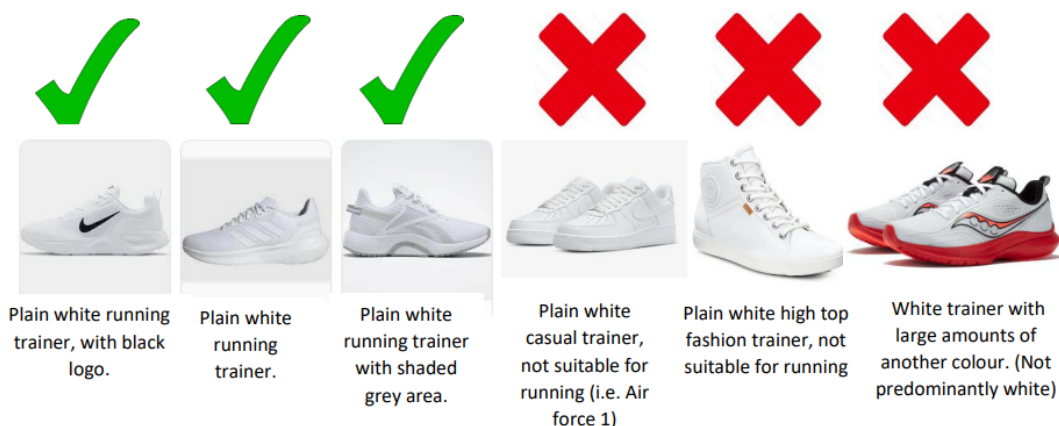 Plain white running
trainer, with black
logo.
Plain white
running
trainer.
Plain white
running trainer
with shaded
grey area.
Plain white
casual trainer,
not suitable for
running (i.e. Air
force 1)
Plain white high top
fashion trainer, not
suitable for running
White trainer with
large amounts of
another colour. (Not
predominantly white)